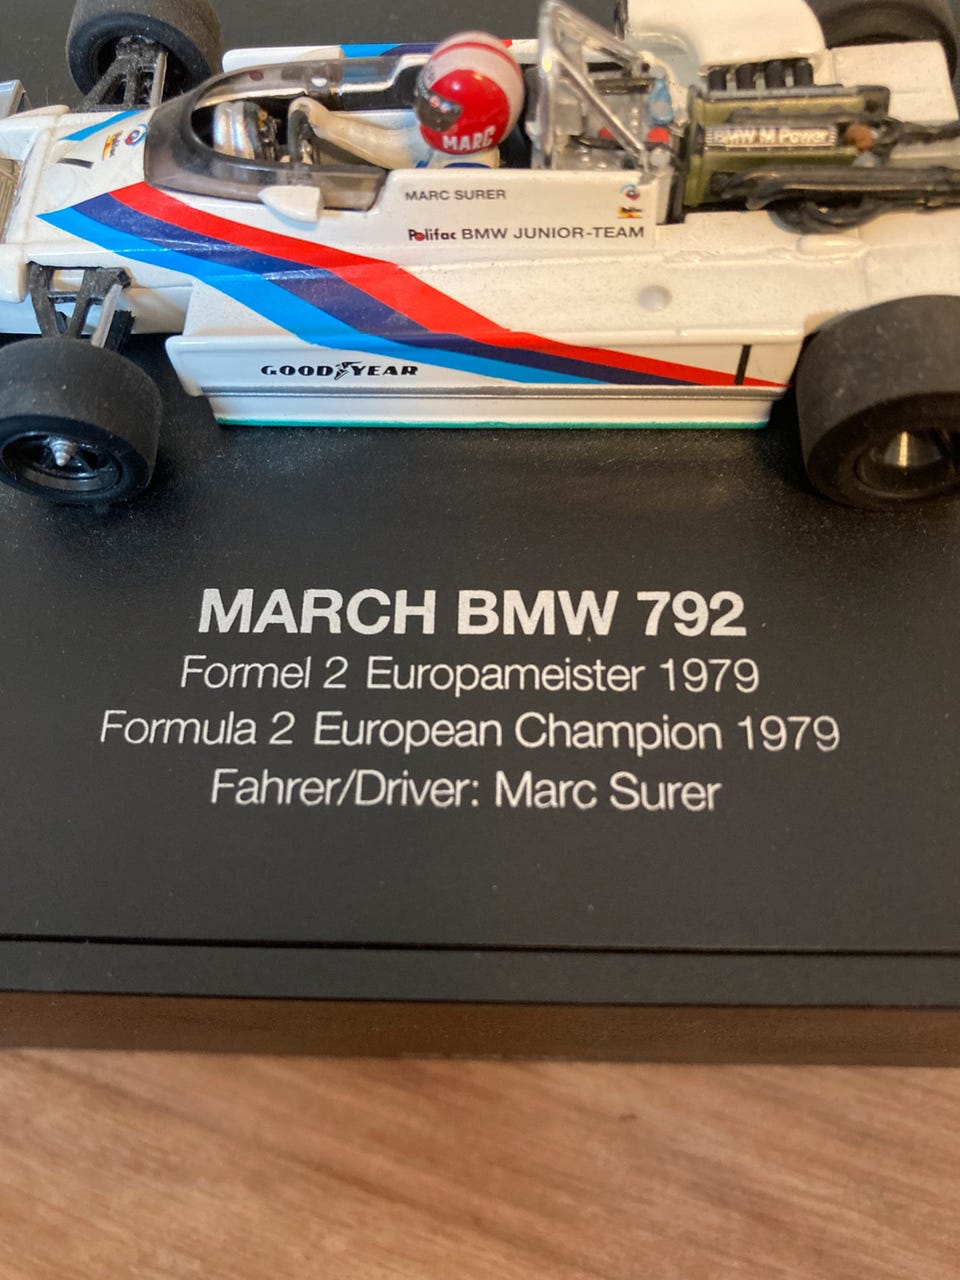 MARC
BMW M Power
MARC SURER
Polifac BMW JUNIOR-TEAM
GOODYEAR
1
MARCH BMW 792
Formel 2 Europameister 1979
Formula 2 European Champion 1979
Fahrer/Driver: Marc Surer